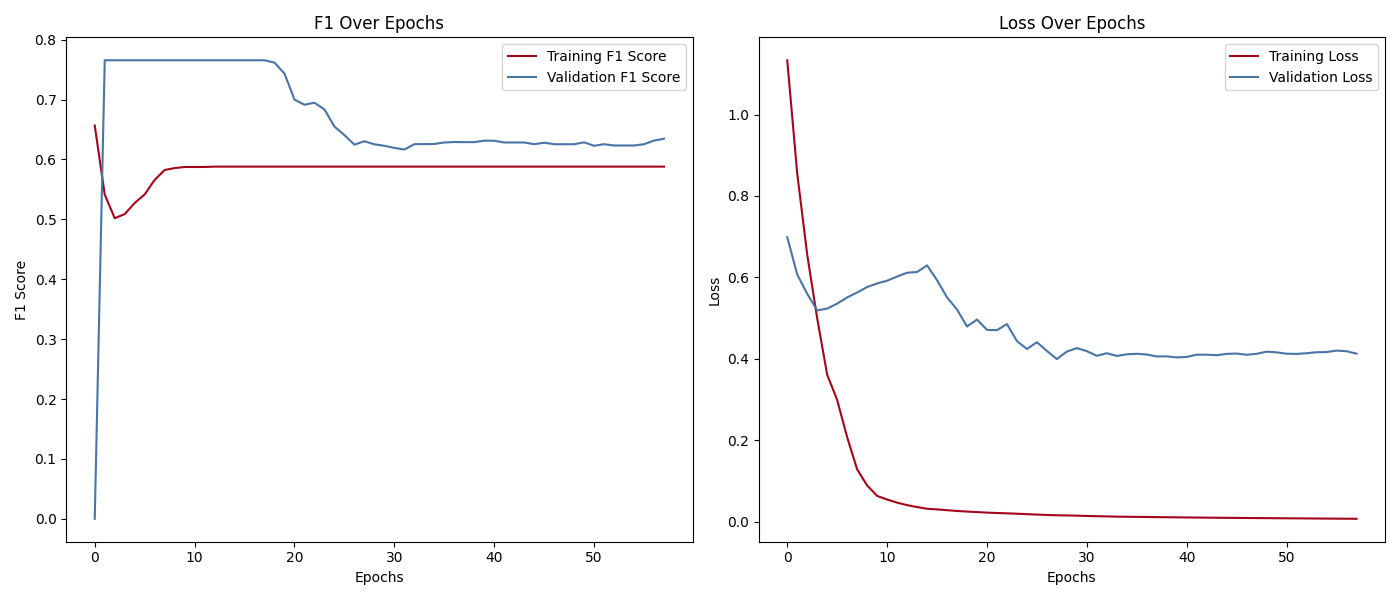 F1 Over Epochs
F1 Score
0.8
0.7
0.6
0.5
0.4
0.3
0.2
0.1
0.0
Training F1 Score
Validation F1 Score
0 10 20 30 40 50
Epochs
Loss Over Epochs
Loss
1.0
0.8
0.6
0.4
0.2
0.0
Training Loss
Validation Loss
0 10 20 30 40 50
Epochs